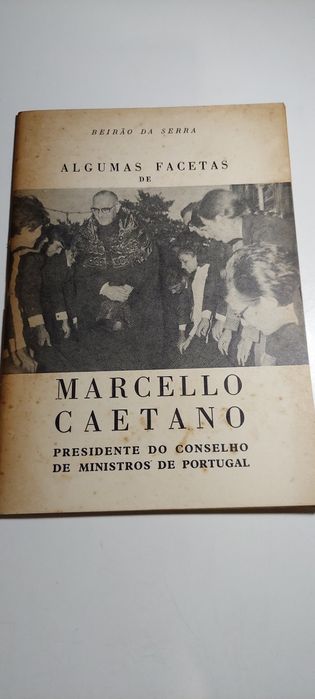 BEIRÃO DA SERRA
ALGUMAS FACETAS
DE
MARCELLO
CAETANO
PRESIDENTE DO CONSELHO
DE MINISTROS DE PORTUGAL